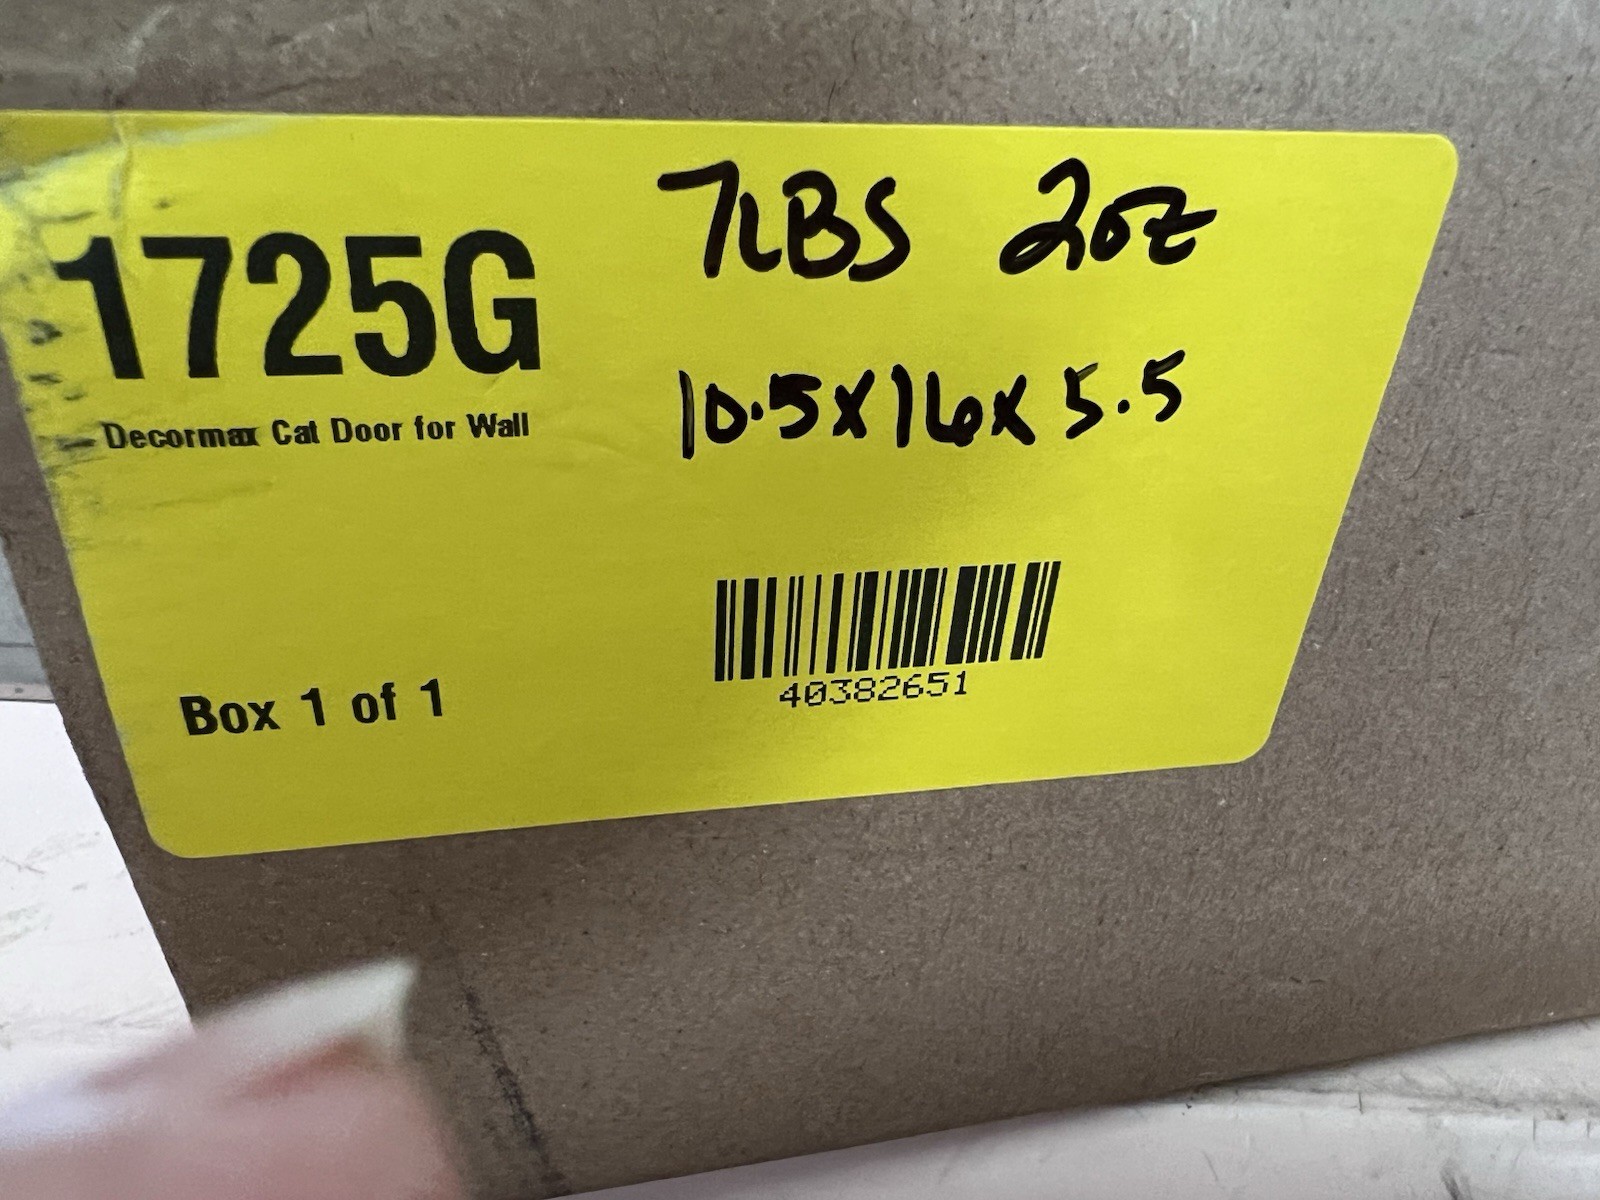 1725G
Decormax Cat Door for Wall
7LBS 2oz
10.5x16x5.5
Box 1 of 1
40382651